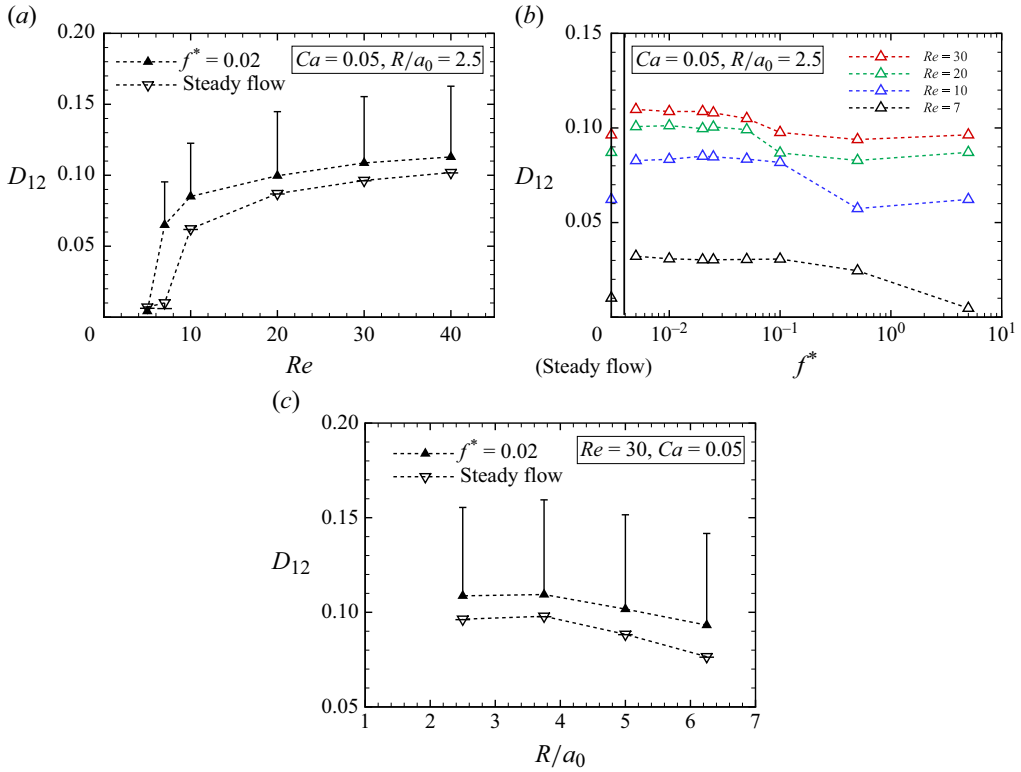 (a)
0.20
0.15
0.10
0.05
0
D12
f* = 0.02
Steady flow
Ca = 0.05, R/a0 = 2.5
10
20
30
40
Re
(b)
0.15
0.10
0.05
D12
Ca = 0.05, R/a0 = 2.5
Re = 30
Re = 20
Re = 10
Re = 7
0
10–2
10–1
100
101
(Steady flow)
f*
(c)
0.20
0.15
0.10
0.05
D12
f* = 0.02
Steady flow
Re = 30, Ca = 0.05
1
2
3
4
5
6
7
R/a0